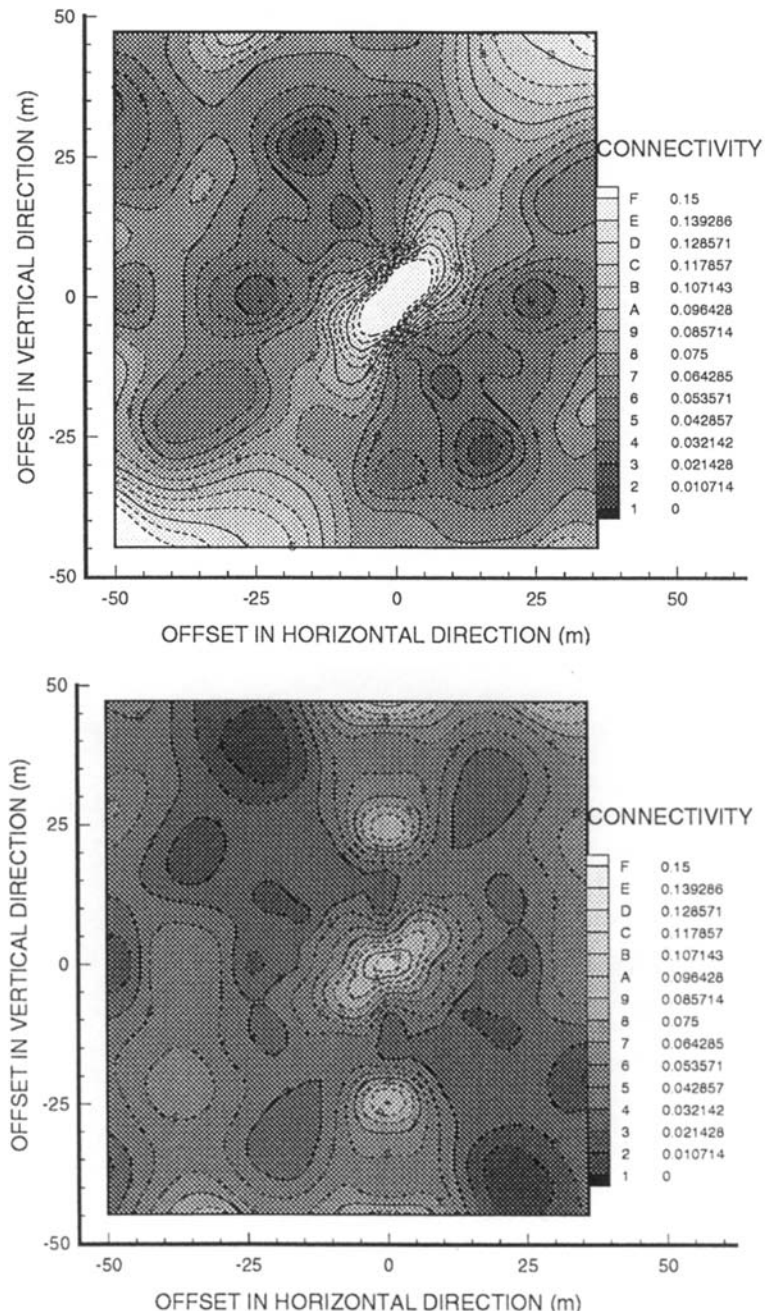 50
25
0
-25
-50
OFFSET IN VERTICAL DIRECTION (m)
-50 -25 0 25 50
OFFSET IN HORIZONTAL DIRECTION (m)
CONNECTIVITY
F 0.15
E 0.139286
D 0.128571
C 0.117857
B 0.107143
A 0.096428
9 0.085714
8 0.075
7 0.064285
6 0.053571
5 0.042857
4 0.032142
3 0.021428
2 0.010714
1 0
50
25
0
-25
-50
OFFSET IN VERTICAL DIRECTION (m)
-50 -25 0 25 50
OFFSET IN HORIZONTAL DIRECTION (m)
CONNECTIVITY
F 0.15
E 0.139286
D 0.128571
C 0.117857
B 0.107143
A 0.096428
9 0.085714
8 0.075
7 0.064285
6 0.053571
5 0.042857
4 0.032142
3 0.021428
2 0.010714
1 0